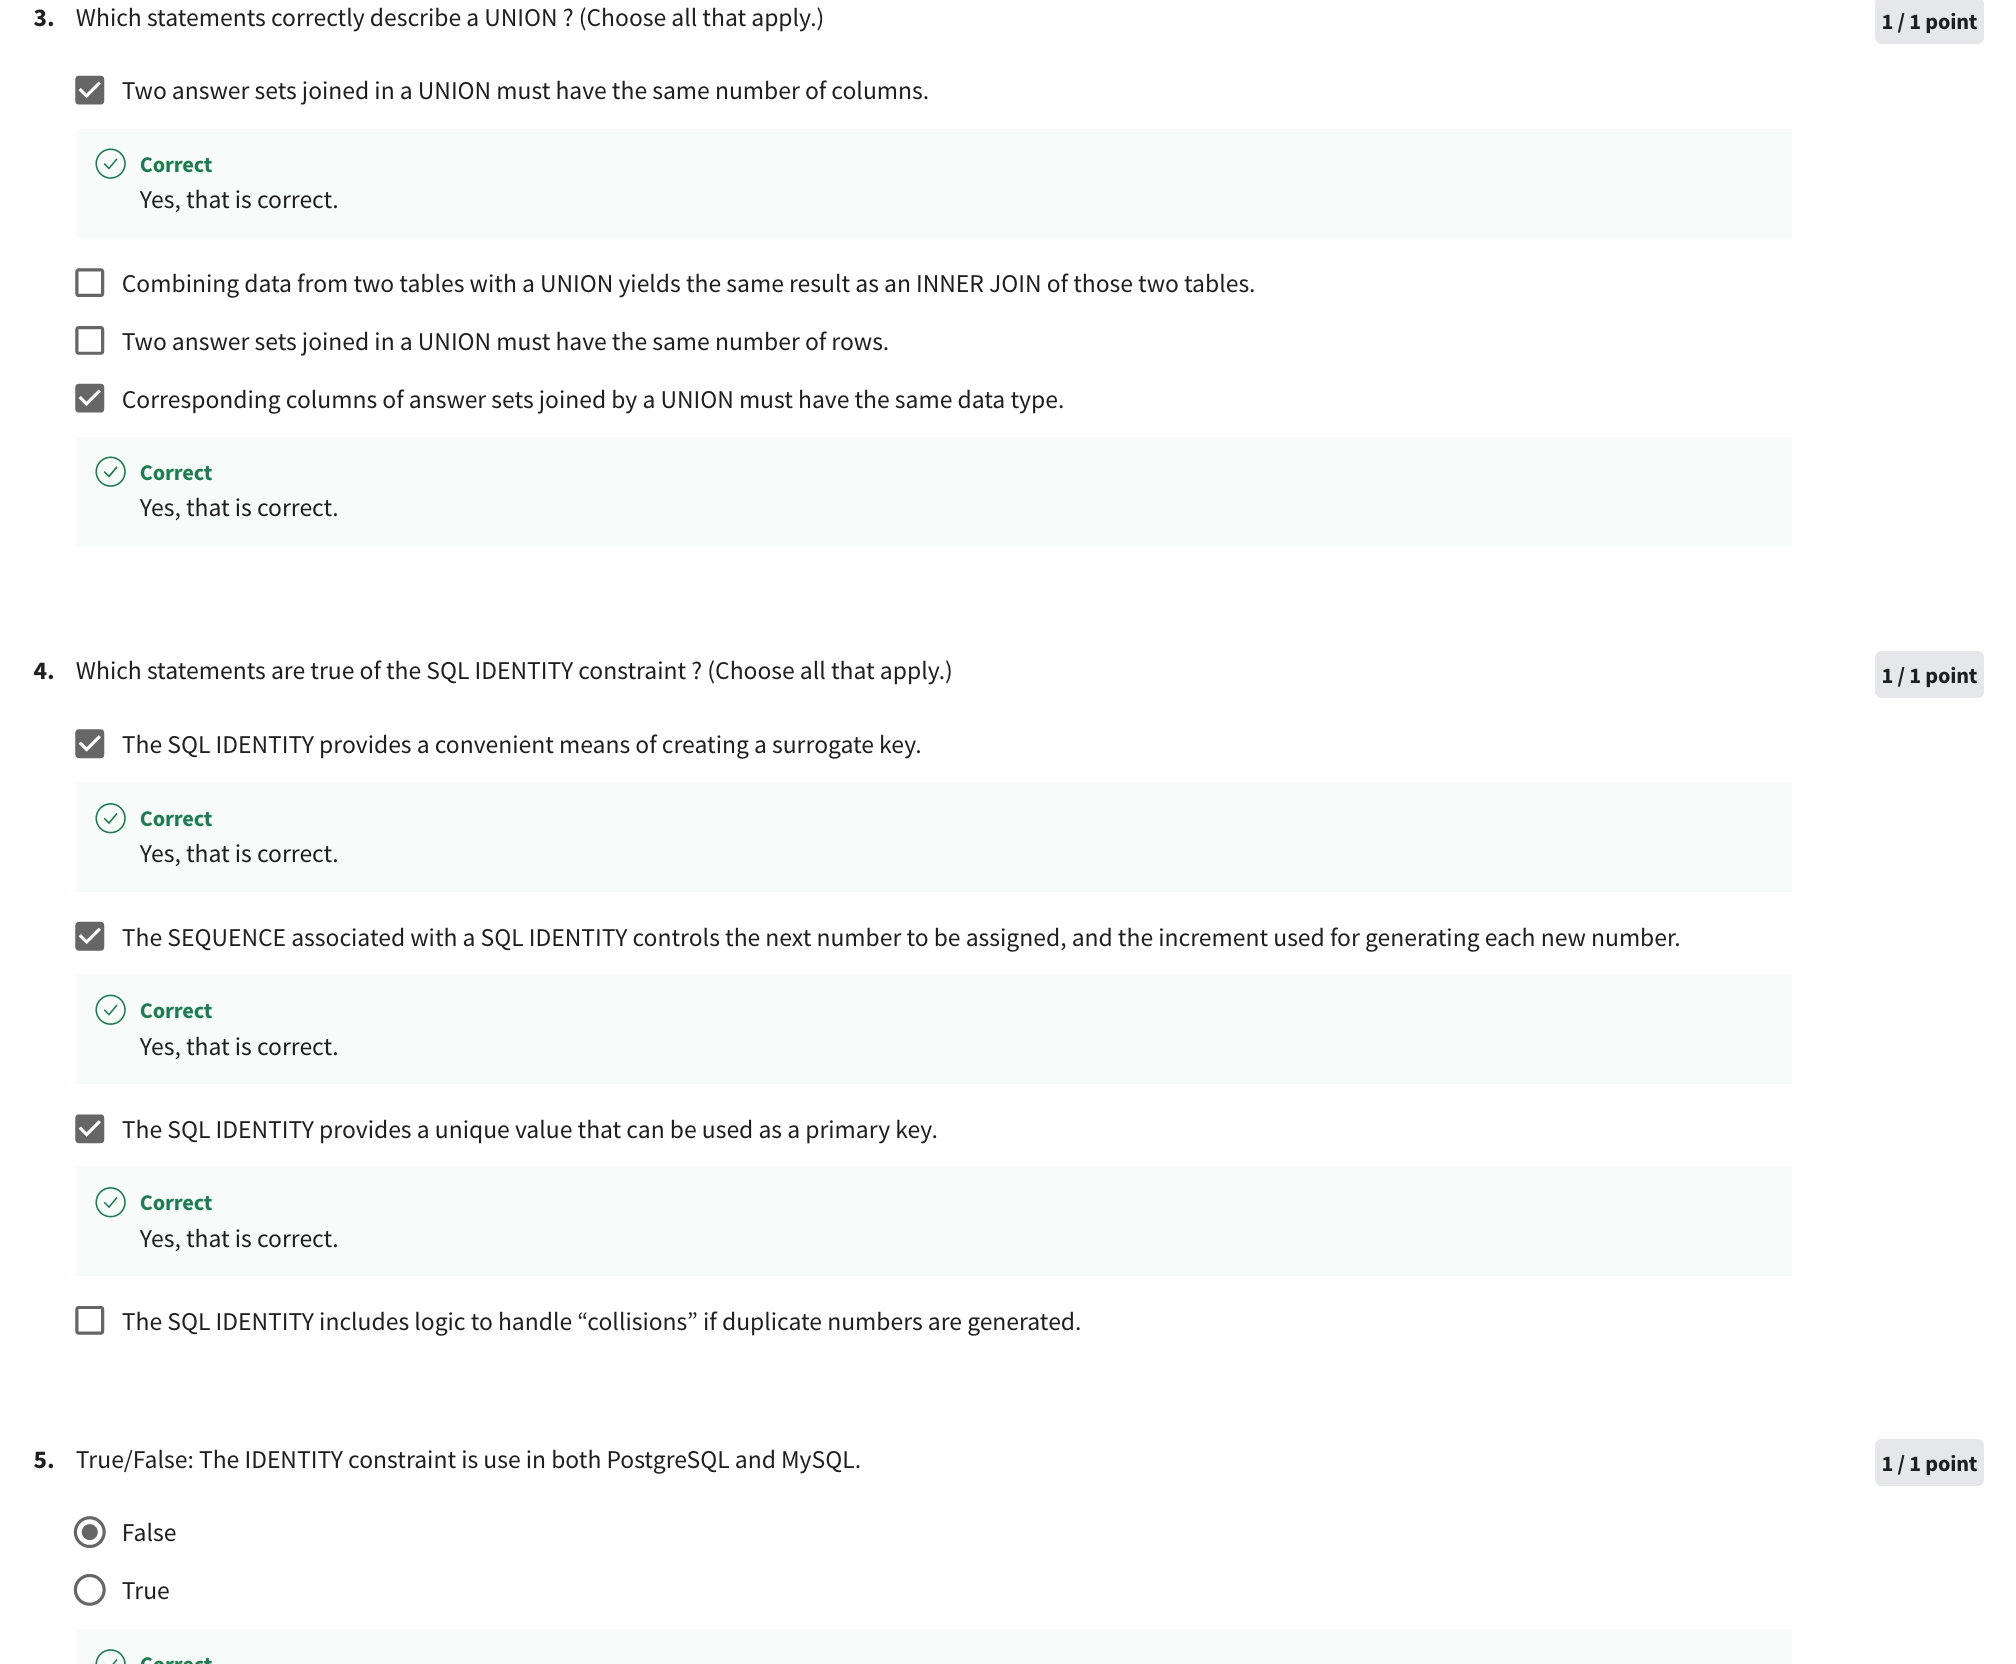 3. Which statements correctly describe a UNION ? (Choose all that apply.)
1 / 1 point
Two answer sets joined in a UNION must have the same number of columns.
Correct
Yes, that is correct.
Combining data from two tables with a UNION yields the same result as an INNER JOIN of those two tables.
Two answer sets joined in a UNION must have the same number of rows.
Corresponding columns of answer sets joined by a UNION must have the same data type.
Correct
Yes, that is correct.
4. Which statements are true of the SQL IDENTITY constraint ? (Choose all that apply.)
1 / 1 point
The SQL IDENTITY provides a convenient means of creating a surrogate key.
Correct
Yes, that is correct.
The SEQUENCE associated with a SQL IDENTITY controls the next number to be assigned, and the increment used for generating each new number.
Correct
Yes, that is correct.
The SQL IDENTITY provides a unique value that can be used as a primary key.
Correct
Yes, that is correct.
The SQL IDENTITY includes logic to handle “collisions” if duplicate numbers are generated.
5. True/False: The IDENTITY constraint is use in both PostgreSQL and MySQL.
1 / 1 point
False
True
Correct